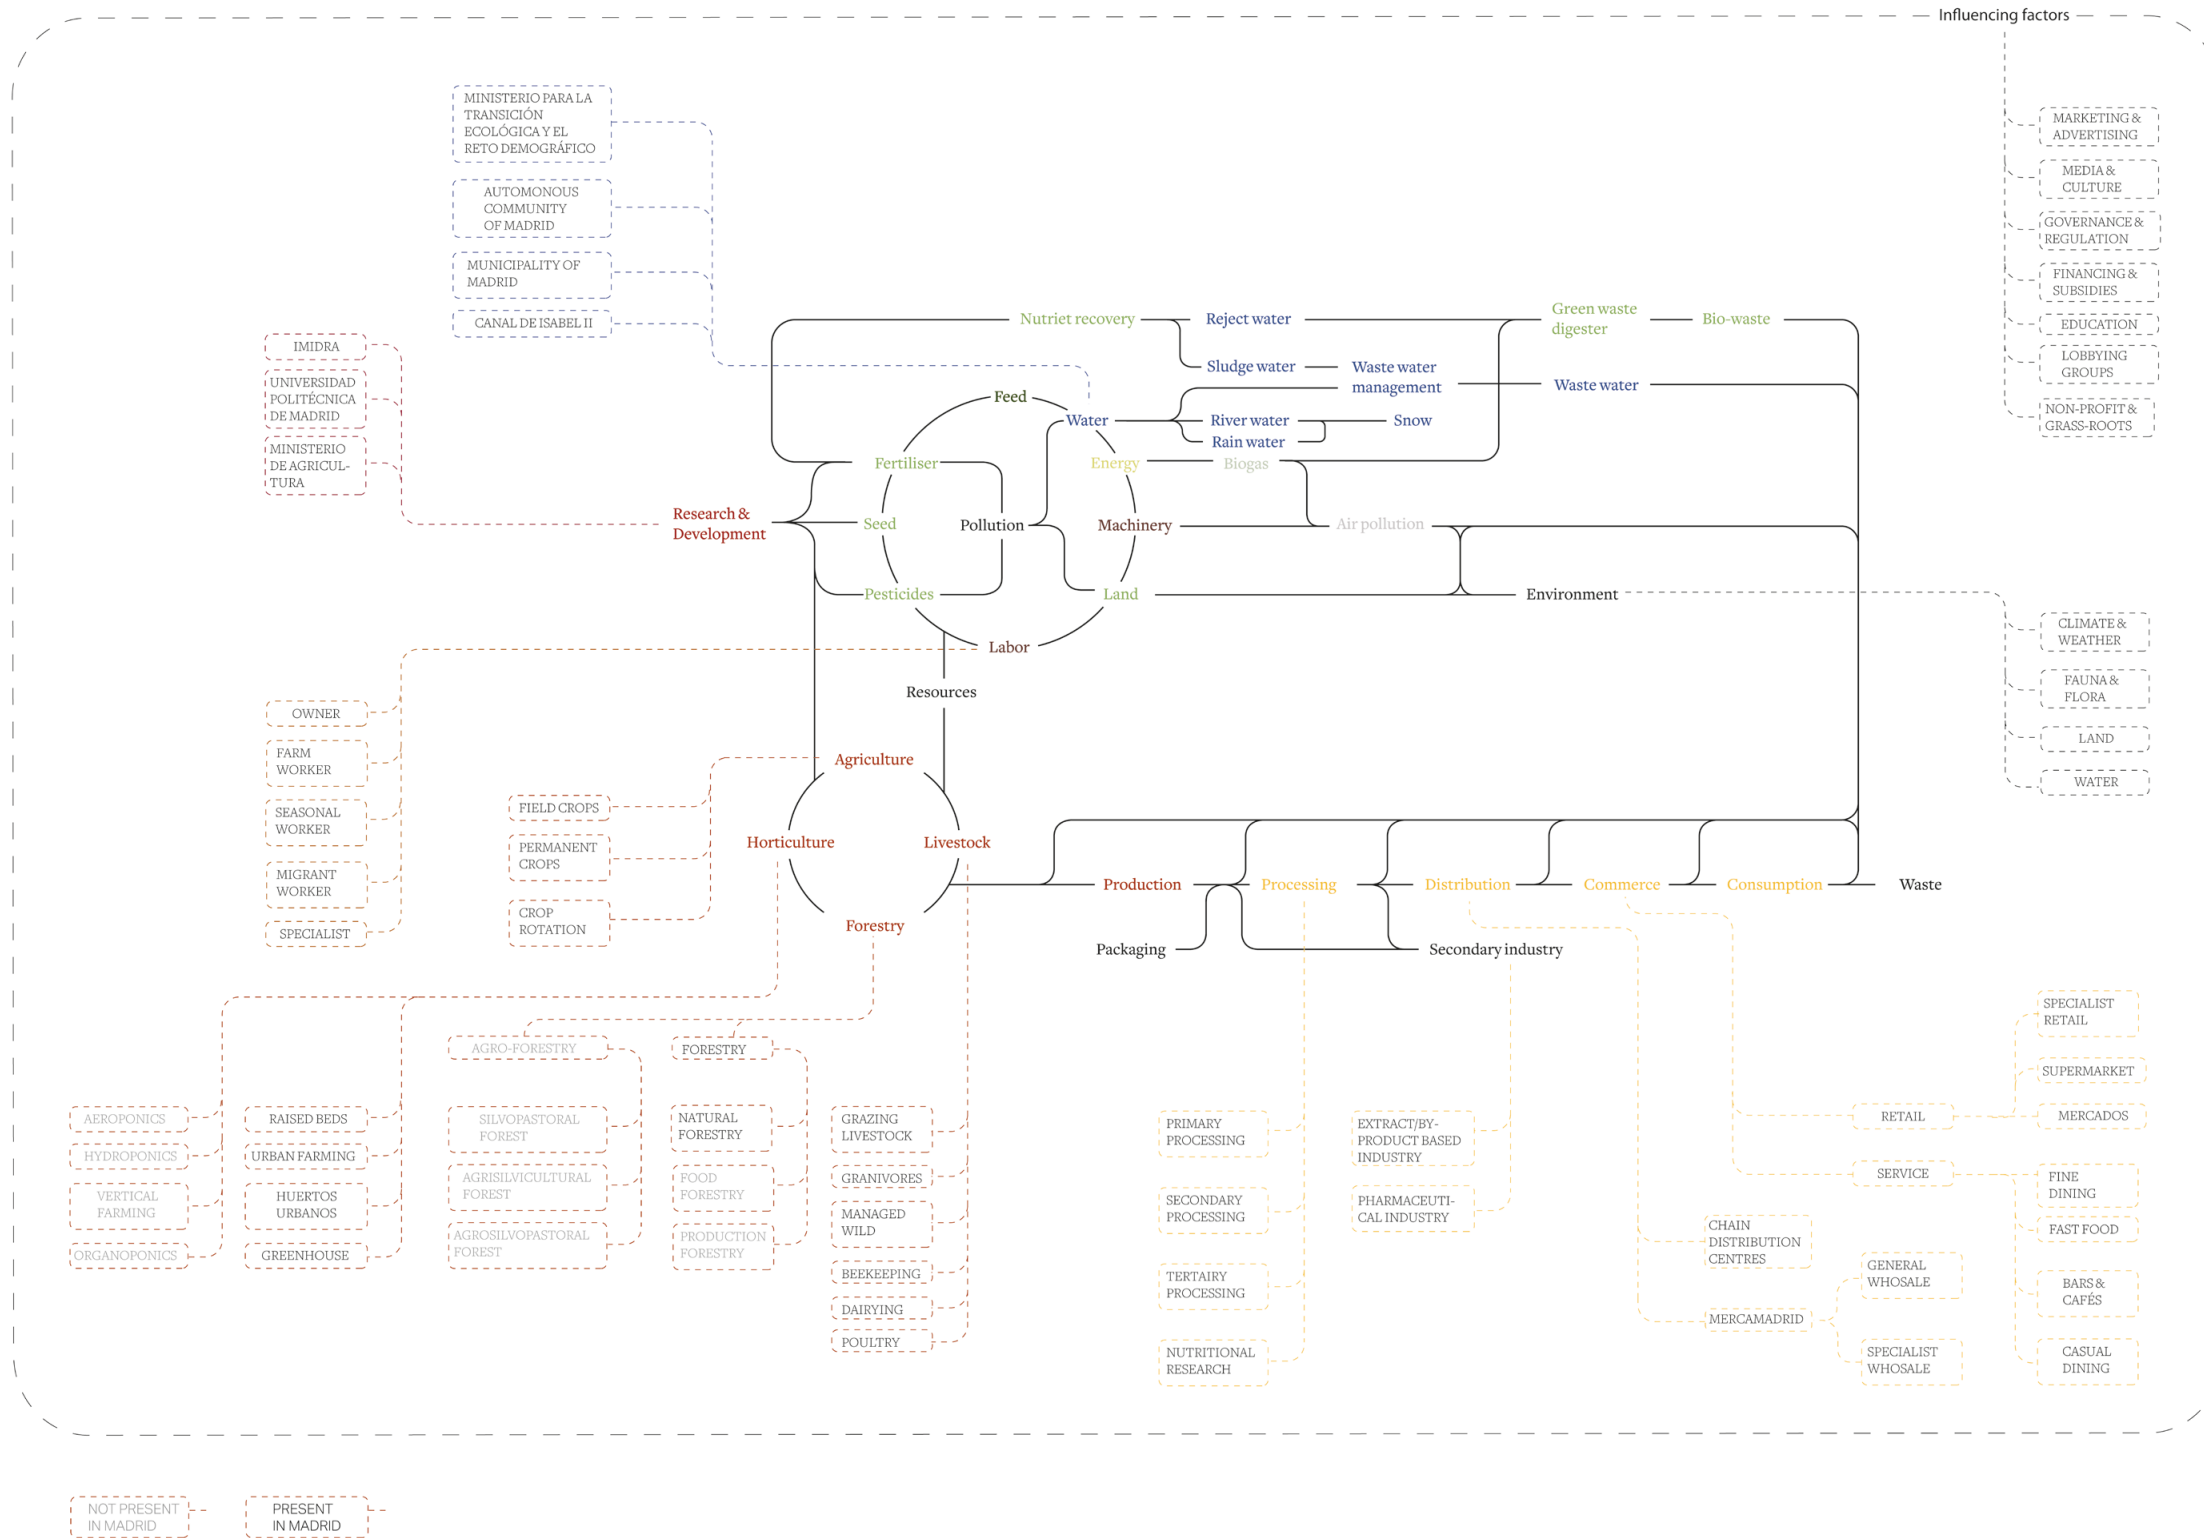 Influencing factors
MARKETING &
ADVERTISING
MEDIA &
CULTURE
GOVERNANCE &
REGULATION
FINANCING &
SUBSIDIES
EDUCATION
LOBBYING
GROUPS
NON-PROFIT &
GRASS-ROOTS
MINISTERIO PARA LA
TRANSICIÓN
ECOLÓGICA Y EL
RETO DEMOGRÁFICO
AUTOMONOUS
COMMUNITY
OF MADRID
MUNICIPALITY OF
MADRID
CANAL DE ISABEL II
IMIDRA
UNIVERSIDAD
POLITÉCNICA
DE MADRID
MINISTERIO
DE AGRICUL-
TURA
Research &
Development
Nutriet recovery
Reject water
Green waste
digester
Bio-waste
Sludge water
Waste water
management
Waste water
Feed
Water
River water
Snow
Rain water
Fertiliser
Energy
Biogas
Seed
Pollution
Machinery
Air pollution
Pesticides
Land
Environment
Labor
Resources
CLIMATE &
WEATHER
FAUNA &
FLORA
LAND
WATER
OWNER
FARM
WORKER
SEASONAL
WORKER
MIGRANT
WORKER
SPECIALIST
FIELD CROPS
PERMANENT
CROPS
CROP
ROTATION
Agriculture
Horticulture
Livestock
Forestry
Production
Processing
Distribution
Commerce
Consumption
Waste
Packaging
Secondary industry
AEROPONICS
HYDROPONICS
VERTICAL
FARMING
ORGANOPONICS
RAISED BEDS
URBAN FARMING
HUERTOS
URBANOS
GREENHOUSE
AGRO-FORESTRY
SILVOPASTORAL
FOREST
AGRISILVICULTURAL
FOREST
AGROSILVOPASTORAL
FOREST
FORESTRY
NATURAL
FORESTRY
FOOD
FORESTRY
PRODUCTION
FORESTRY
GRAZING
LIVESTOCK
GRANIVORES
MANAGED
WILD
BEEKEEPING
DAIRYING
POULTRY
PRIMARY
PROCESSING
SECONDARY
PROCESSING
TERTAIRY
PROCESSING
NUTRITIONAL
RESEARCH
EXTRACT/BY-
PRODUCT BASED
INDUSTRY
PHARMACEUTI-
CAL INDUSTRY
CHAIN
DISTRIBUTION
CENTRES
MERCAMADRID
GENERAL
WHOSALE
SPECIALIST
WHOSALE
RETAIL
SERVICE
SPECIALIST
RETAIL
SUPERMARKET
MERCADOS
FINE
DINING
FAST FOOD
BARS &
CAFÉS
CASUAL
DINING
NOT PRESENT
IN MADRID
PRESENT
IN MADRID